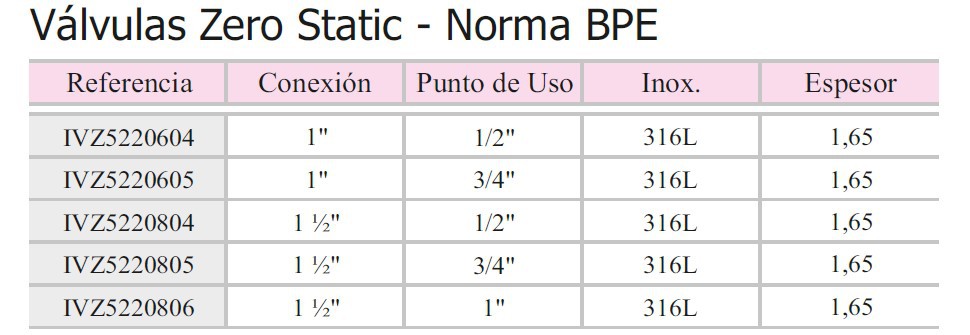 Válvulas Zero Static - Norma BPE
Referencia Conexión Punto de Uso Inox. Espesor
IVZ5220604 1" 1/2" 316L 1,65
IVZ5220605 1" 3/4" 316L 1,65
IVZ5220804 1 ½" 1/2" 316L 1,65
IVZ5220805 1 ½" 3/4" 316L 1,65
IVZ5220806 1 ½" 1" 316L 1,65